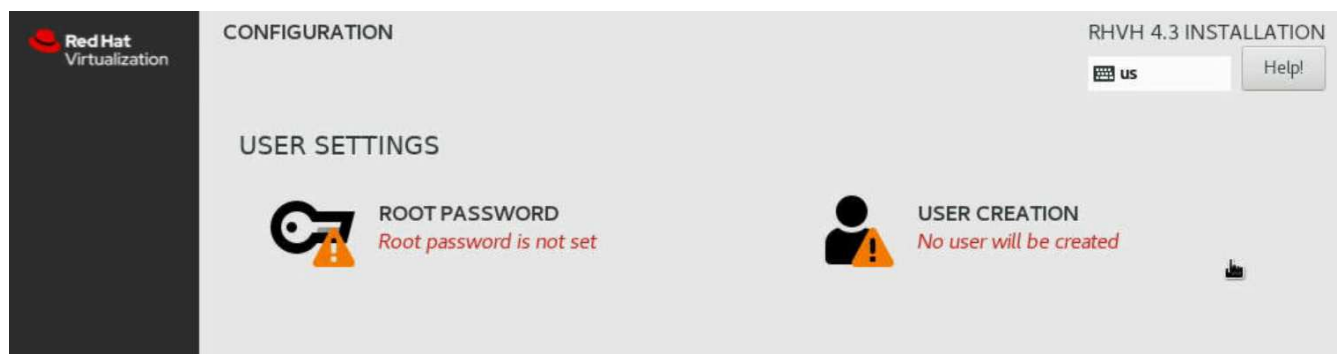 Red Hat
Virtualization
CONFIGURATION
RHVH 4.3 INSTALLATION
us
Help!
USER SETTINGS
ROOT PASSWORD
Root password is not set
USER CREATION
No user will be created